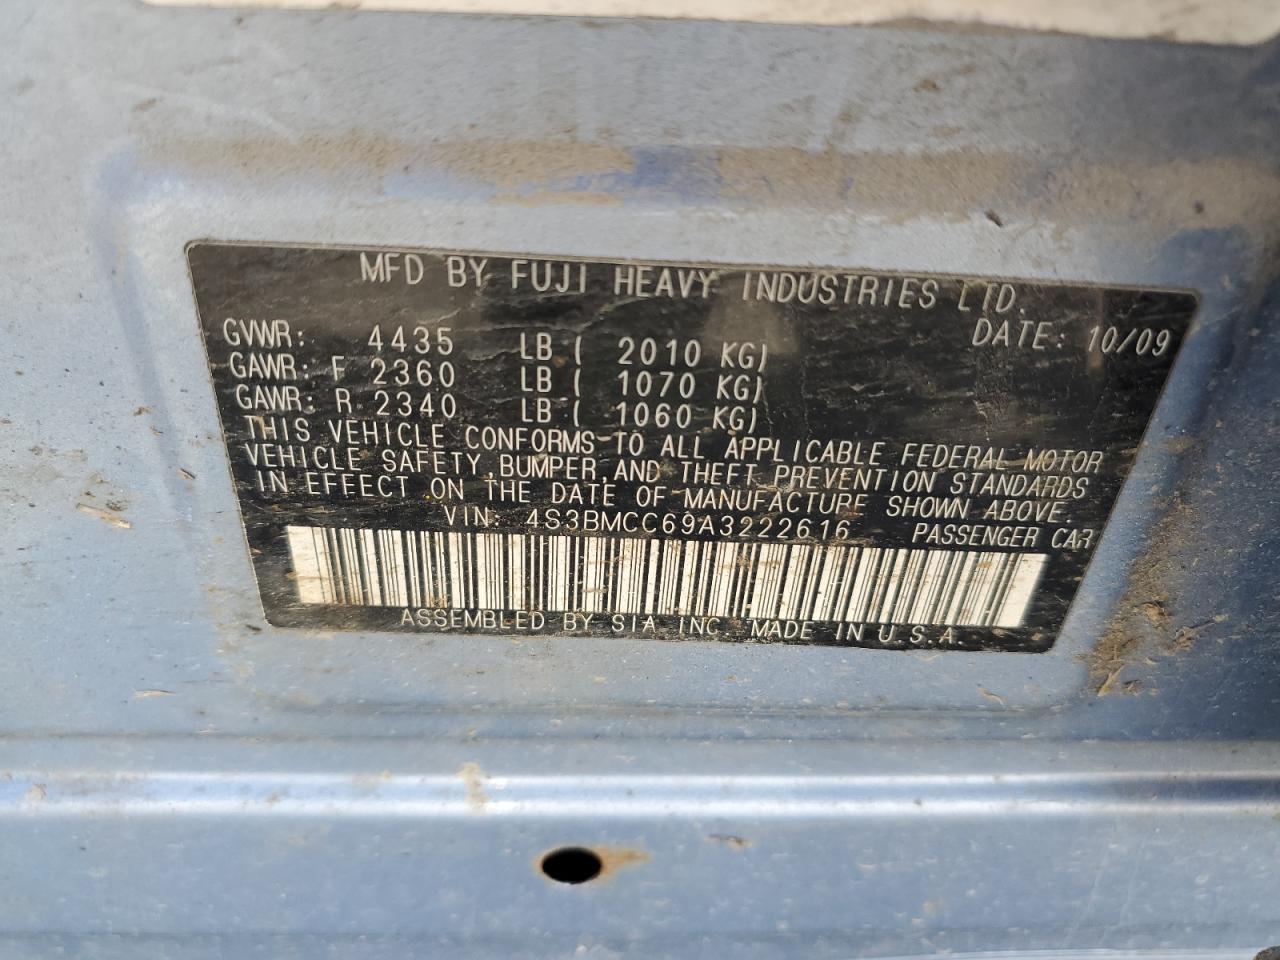 MFD BY FUJI HEAVY INDUSTRIES LTD.
DATE: 10/09
GVWR: 4435 LB ( 2010 KG)
GAWR: F 2360 LB ( 1070 KG)
GAWR: R 2340 LB ( 1060 KG)
THIS VEHICLE CONFORMS TO ALL APPLICABLE FEDERAL MOTOR
VEHICLE SAFETY, BUMPER, AND THEFT PREVENTION STANDARDS
IN EFFECT ON THE DATE OF MANUFACTURE SHOWN ABOVE.
VIN: 4S3BMCC69A3222616 PASSENGER CAR
ASSEMBLED BY SIA INC. MADE IN U.S.A.